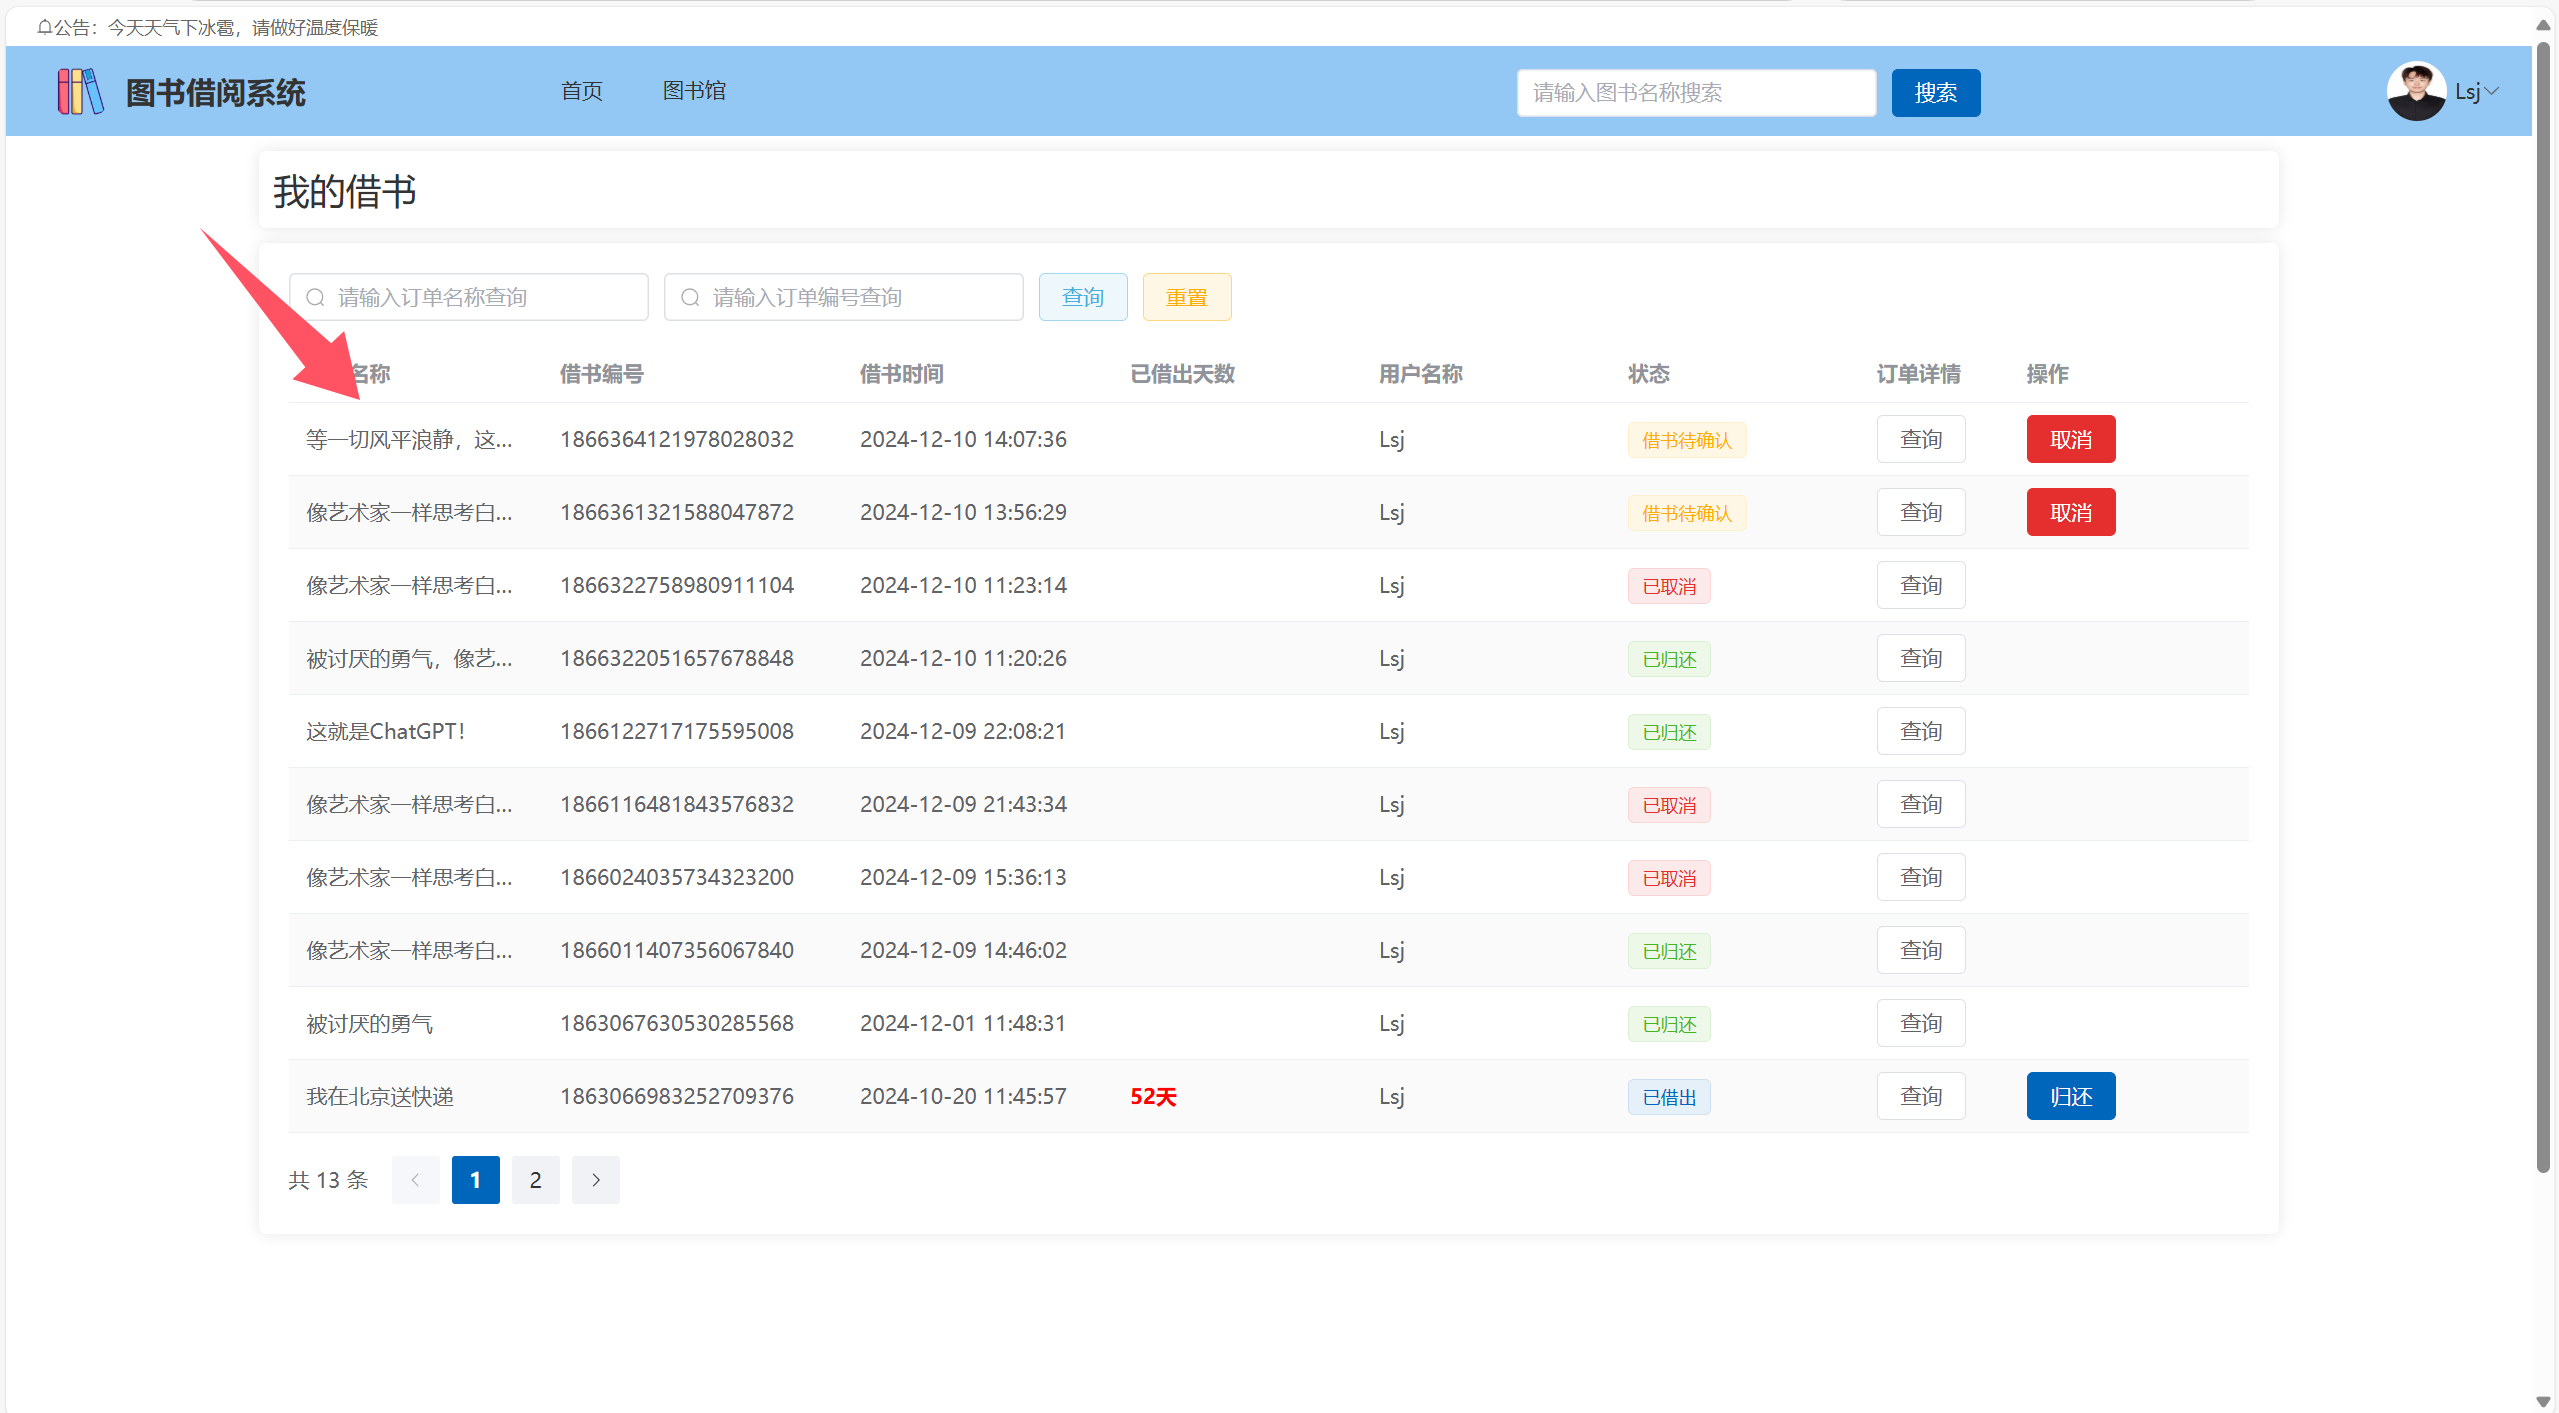 公告：今天天气下冰雹，请做好温度保暖
图书借阅系统 首页 图书馆 请输入图书名称搜索 搜索 Lsj
我的借书
请输入订单名称查询 请输入订单编号查询 查询 重置
名称 借书编号 借书时间 已借出天数 用户名称 状态 订单详情 操作
等一切风平浪静，这... 1866364121978028032 2024-12-10 14:07:36 Lsj 借书待确认 查询 取消
像艺术家一样思考白... 1866361321588047872 2024-12-10 13:56:29 Lsj 借书待确认 查询 取消
像艺术家一样思考白... 1866322758980911104 2024-12-10 11:23:14 Lsj 已取消 查询
被讨厌的勇气，像艺... 1866322051657678848 2024-12-10 11:20:26 Lsj 已归还 查询
这就是ChatGPT！ 1866122717175595008 2024-12-09 22:08:21 Lsj 已归还 查询
像艺术家一样思考白... 1866116481843576832 2024-12-09 21:43:34 Lsj 已取消 查询
像艺术家一样思考白... 1866024035734323200 2024-12-09 15:36:13 Lsj 已取消 查询
像艺术家一样思考白... 1866011407356067840 2024-12-09 14:46:02 Lsj 已归还 查询
被讨厌的勇气 1863067630530285568 2024-12-01 11:48:31 Lsj 已归还 查询
我在北京送快递 1863066983252709376 2024-10-20 11:45:57 52天 Lsj 已借出 查询 归还
共 13 条 1 2